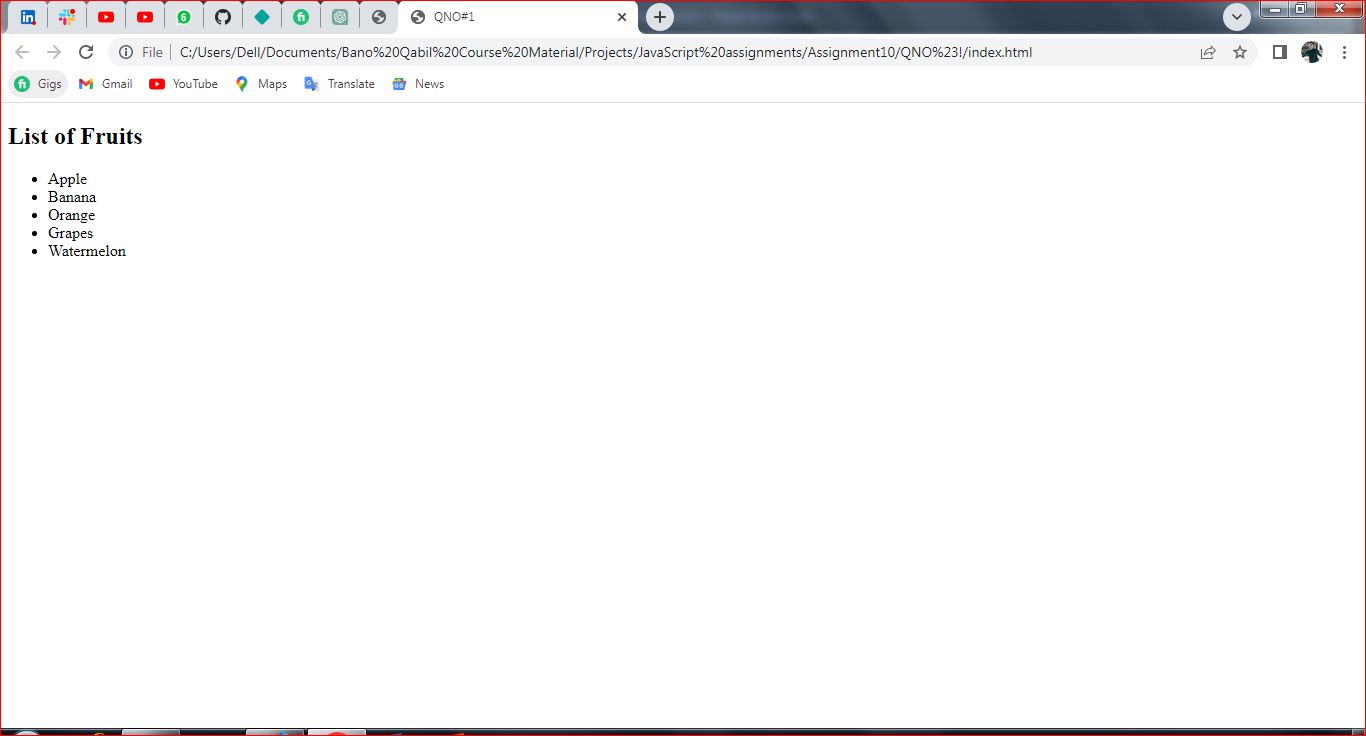 QNO#1
File
C:/Users/Dell/Documents/Bano%20Qabil%20Course%20Material/Projects/JavaScript%20assignments/Assignment10/QNO%23!/index.html
Gigs Gmail YouTube Maps Translate News
List of Fruits
• Apple
• Banana
• Orange
• Grapes
• Watermelon